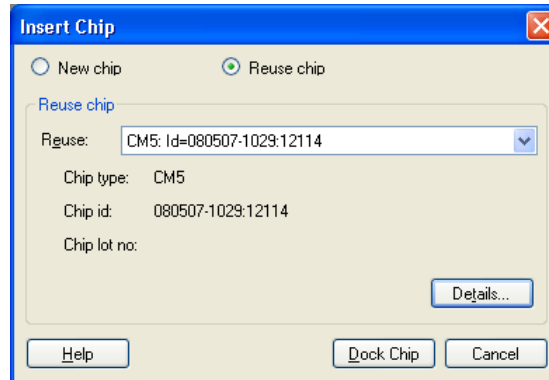 Insert Chip
New chip Reuse chip
Reuse chip
Reuse: CM5: Id=080507-1029:12114
Chip type: CM5
Chip id: 080507-1029:12114
Chip lot no:
Details...
Help Dock Chip Cancel